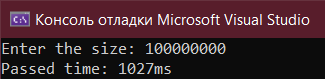 Консоль отладки Microsoft Visual Studio
Enter the size: 100000000
Passed time: 1027ms